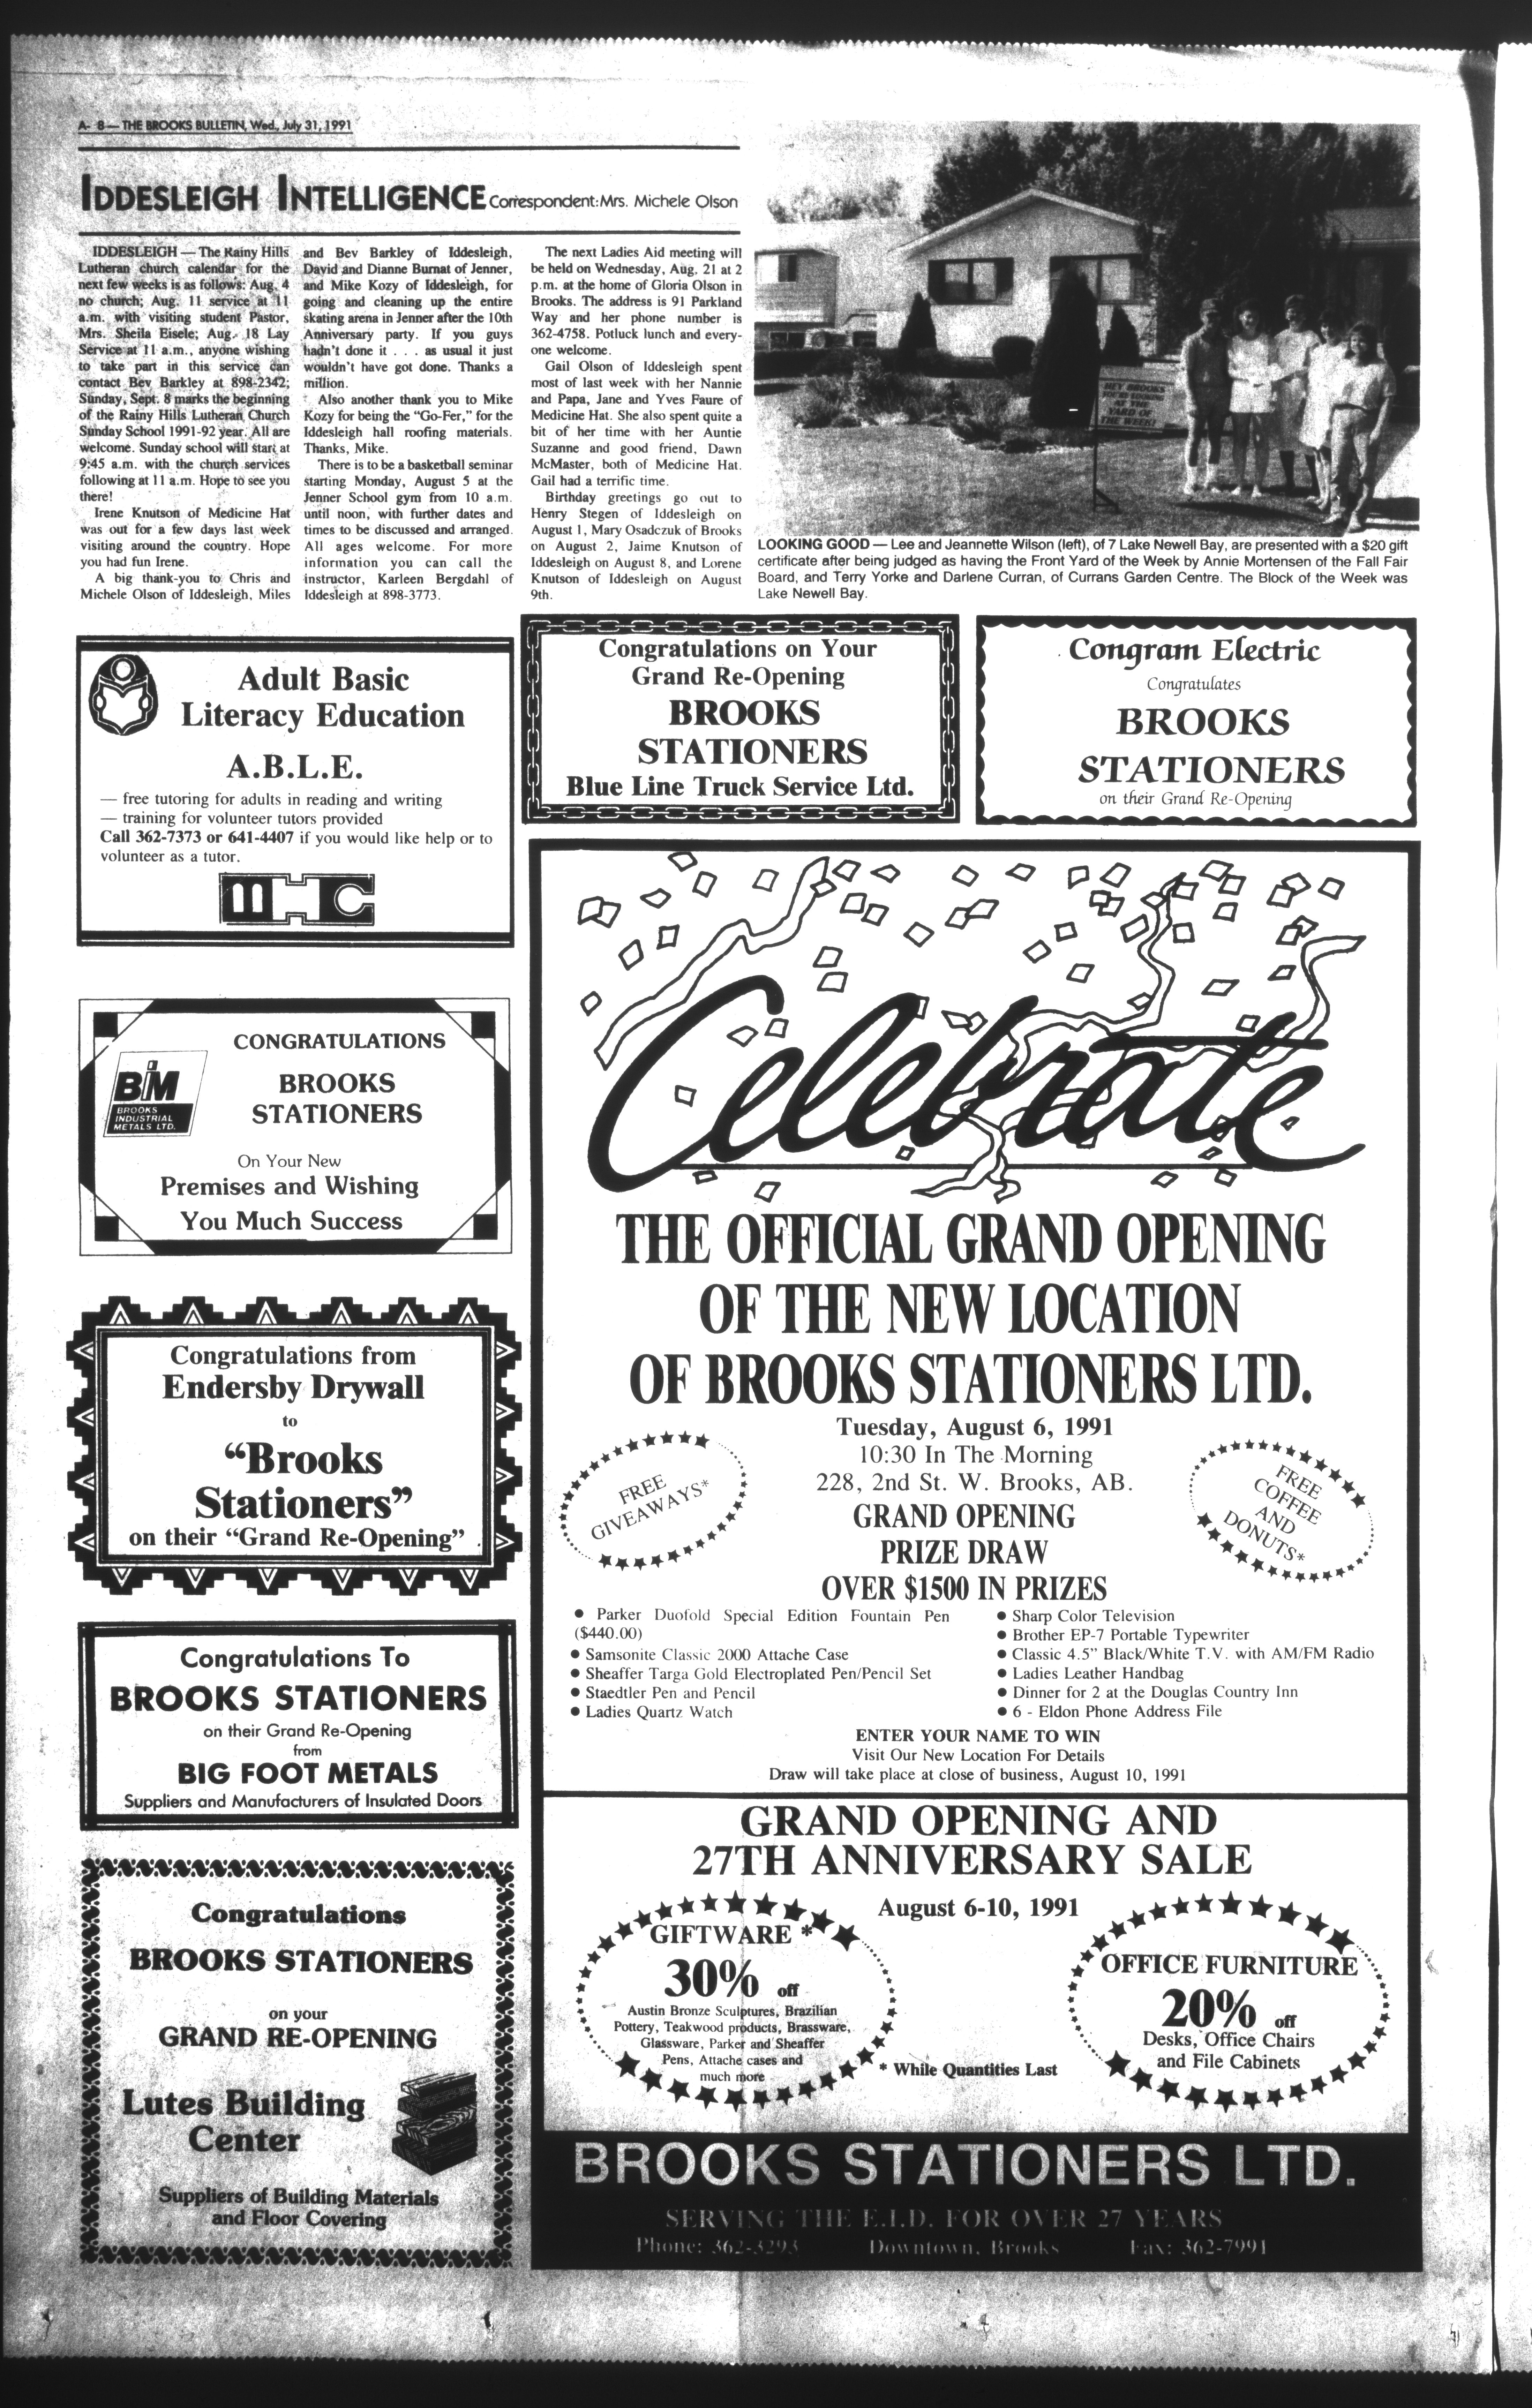 A- 8 — THE BROOKS BULLETIN, Wed., July 31, 1991
IDDESLEIGH INTELLIGENCE Correspondent: Mrs. Michele Olson
IDDESLEIGH — The Rainy Hills
Lutheran church calendar for the
next few weeks is as follows: Aug. 4
no church; Aug. 11 service at 11
a.m. with visiting student Pastor,
Mrs. Sheila Eisele; Aug. 18 Lay
Service at 11 a.m., anyone wishing
to take part in this service can
contact Bev Barkley at 898-2342;
Sunday, Sept. 8 marks the beginning
of the Rainy Hills Lutheran Church
Sunday School 1991-92 year. All are
welcome. Sunday school will start at
9:45 a.m. with the church services
following at 11 a.m. Hope to see you
there!
Irene Knutson of Medicine Hat
was out for a few days last week
visiting around the country. Hope
you had fun Irene.
A big thank-you to Chris and
Michele Olson of Iddesleigh, Miles
and Bev Barkley of Iddesleigh,
David and Dianne Burnat of Jenner,
and Mike Kozy of Iddesleigh, for
going and cleaning up the entire
skating arena in Jenner after the 10th
Anniversary party. If you guys
hadn't done it . . . as usual it just
wouldn't have got done. Thanks a
million.
Also another thank you to Mike
Kozy for being the "Go-Fer," for the
Iddesleigh hall roofing materials.
Thanks, Mike.
There is to be a basketball seminar
starting Monday, August 5 at the
Jenner School gym from 10 a.m.
until noon, with further dates and
times to be discussed and arranged.
All ages welcome. For more
information you can call the
instructor, Karleen Bergdahl of
Iddesleigh at 898-3773.
The next Ladies Aid meeting will
be held on Wednesday, Aug. 21 at 2
p.m. at the home of Gloria Olson in
Brooks. The address is 91 Parkland
Way and her phone number is
362-4758. Potluck lunch and every-
one welcome.
Gail Olson of Iddesleigh spent
most of last week with her Nannie
and Papa, Jane and Yves Faure of
Medicine Hat. She also spent quite a
bit of her time with her Auntie
Suzanne and good friend, Dawn
McMaster, both of Medicine Hat.
Gail had a terrific time.
Birthday greetings go out to
Henry Stegen of Iddesleigh on
August 1, Mary Osadczuk of Brooks
on August 2, Jaime Knutson of
Iddesleigh on August 8, and Lorene
Knutson of Iddesleigh on August
9th.
HEY BROOKS
LOOKING
AT THE
YARD OF
THE WEEK!
LOOKING GOOD — Lee and Jeannette Wilson (left), of 7 Lake Newell Bay, are presented with a $20 gift
certificate after being judged as having the Front Yard of the Week by Annie Mortensen of the Fall Fair
Board, and Terry Yorke and Darlene Curran, of Currans Garden Centre. The Block of the Week was
Lake Newell Bay.
Adult Basic
Literacy Education
A.B.L.E.
— free tutoring for adults in reading and writing
— training for volunteer tutors provided
Call 362-7373 or 641-4407 if you would like help or to
volunteer as a tutor.
mHC
Congratulations on Your
Grand Re-Opening
BROOKS
STATIONERS
Blue Line Truck Service Ltd.
Congram Electric
Congratulates
BROOKS
STATIONERS
on their Grand Re-Opening
BiM
BROOKS
INDUSTRIAL
METALS LTD.
CONGRATULATIONS
BROOKS
STATIONERS
On Your New
Premises and Wishing
You Much Success
Congratulations from
Endersby Drywall
to
"Brooks
Stationers"
on their "Grand Re-Opening"
Congratulations To
BROOKS STATIONERS
on their Grand Re-Opening
from
BIG FOOT METALS
Suppliers and Manufacturers of Insulated Doors
Congratulations
BROOKS STATIONERS
on your
GRAND RE-OPENING
Lutes Building
Center
Suppliers of Building Materials
and Floor Covering
Celebrate
THE OFFICIAL GRAND OPENING
OF THE NEW LOCATION
OF BROOKS STATIONERS LTD.
Tuesday, August 6, 1991
10:30 In The Morning
228, 2nd St. W. Brooks, AB.
FREE
GIVEAWAYS*
FREE
COFFEE
AND
DONUTS*
GRAND OPENING
PRIZE DRAW
OVER $1500 IN PRIZES
● Parker Duofold Special Edition Fountain Pen
($440.00)
● Samsonite Classic 2000 Attache Case
● Sheaffer Targa Gold Electroplated Pen/Pencil Set
● Staedtler Pen and Pencil
● Ladies Quartz Watch
● Sharp Color Television
● Brother EP-7 Portable Typewriter
● Classic 4.5" Black/White T.V. with AM/FM Radio
● Ladies Leather Handbag
● Dinner for 2 at the Douglas Country Inn
● 6 - Eldon Phone Address File
ENTER YOUR NAME TO WIN
Visit Our New Location For Details
Draw will take place at close of business, August 10, 1991
GRAND OPENING AND
27TH ANNIVERSARY SALE
August 6-10, 1991
GIFTWARE *
30% off
Austin Bronze Sculptures, Brazilian
Pottery, Teakwood products, Brassware,
Glassware, Parker and Sheaffer
Pens, Attache cases and
much more
* While Quantities Last
OFFICE FURNITURE
20% off
Desks, Office Chairs
and File Cabinets
BROOKS STATIONERS LTD.
SERVING THE E.I.D. FOR OVER 27 YEARS
Phone: 362-3293 Downtown, Brooks Fax: 362-7991